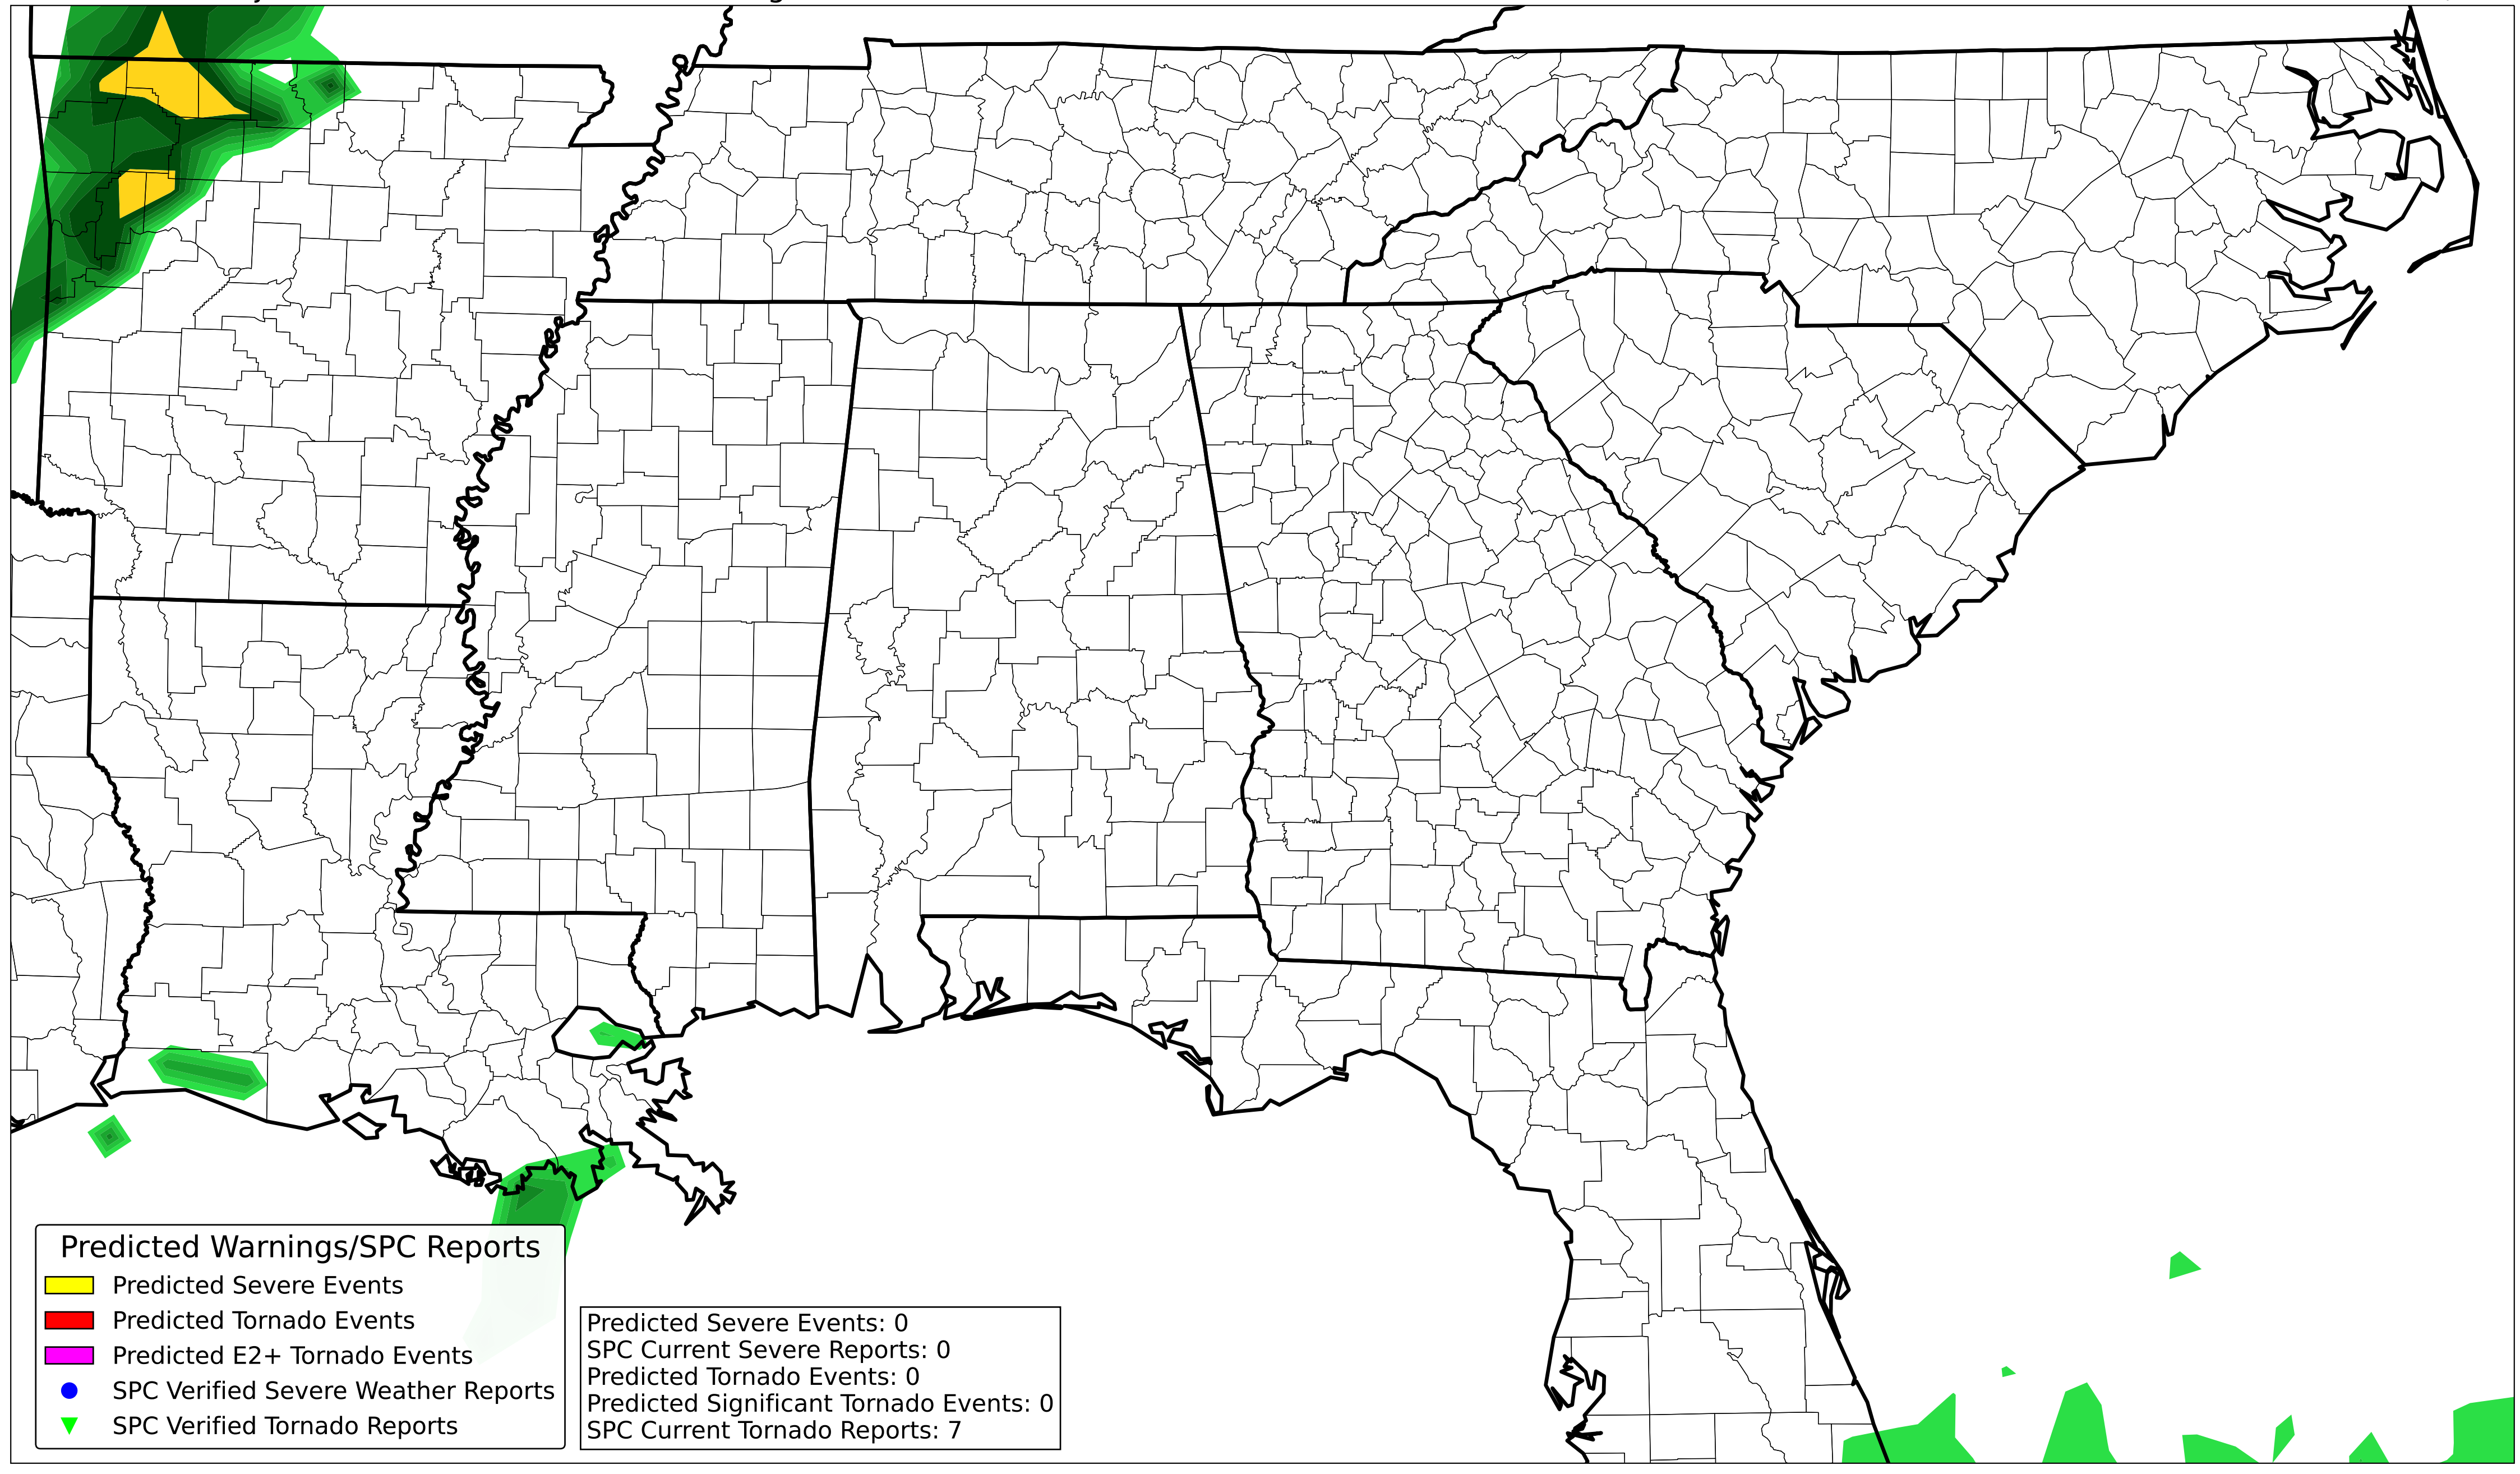 Predicted Warnings/SPC Reports
Predicted Severe Events
Predicted Tornado Events
Predicted E2+ Tornado Events
SPC Verified Severe Weather Reports
SPC Verified Tornado Reports
Predicted Severe Events: 0
SPC Current Severe Reports: 0
Predicted Tornado Events: 0
Predicted Significant Tornado Events: 0
SPC Current Tornado Reports: 7